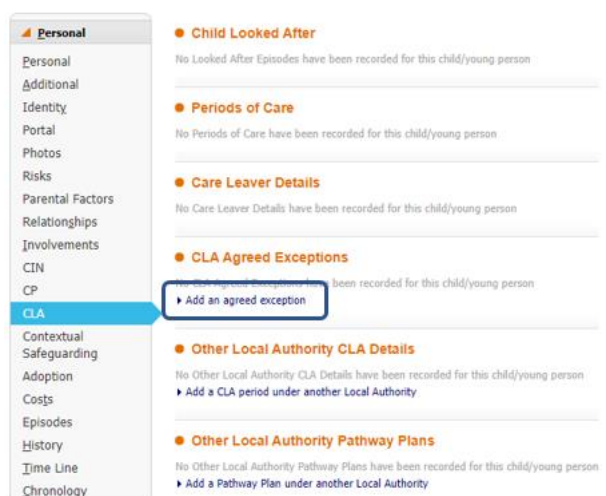 Personal
Personal
Additional
Identity
Portal
Photos
Risks
Parental Factors
Relationships
Involvements
CIN
CP
CLA
Contextual
Safeguarding
Adoption
Costs
Episodes
History
Time Line
Chronology
Child Looked After
No Looked After Episodes have been recorded for this child/young person
Periods of Care
No Periods of Care have been recorded for this child/young person
Care Leaver Details
No Care Leaver Details have been recorded for this child/young person
CLA Agreed Exceptions
No CLA Agreed Exceptions have been recorded for this child/young person
Add an agreed exception
Other Local Authority CLA Details
No Other Local Authority CLA Details have been recorded for this child/young person
Add a CLA period under another Local Authority
Other Local Authority Pathway Plans
No Other Local Authority Pathway Plans have been recorded for this child/young person
Add a Pathway Plan under another Local Authority